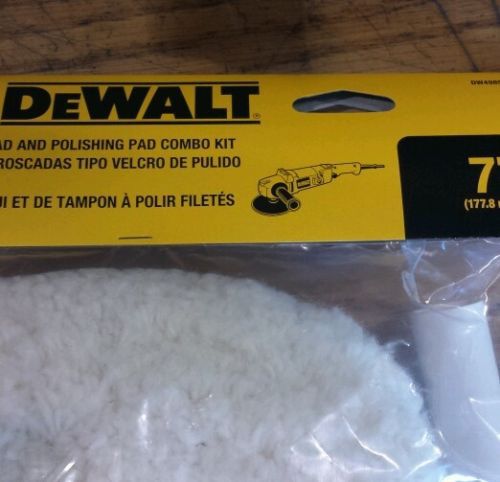 DEWALT®
AD AND POLISHING PAD COMBO KIT
ROSCADAS TIPO VELCRO DE PULIDO
UI ET DE TAMPON À POLIR FILETÉS
7"
(177.8